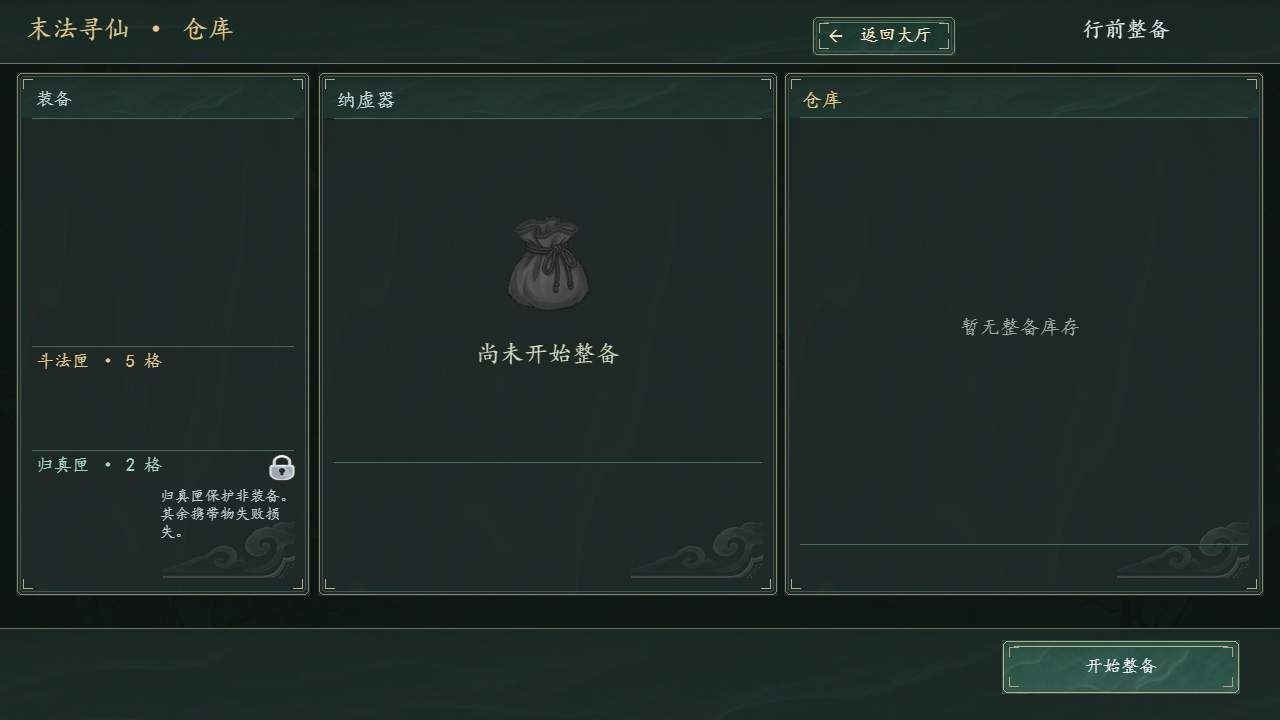 末法寻仙 • 仓库
← 返回大厅
行前整备
装备
纳虚器
仓库
尚未开始整备
暂无整备库存
斗法匣 • 5 格
归真匣 • 2 格
归真匣保护非装备。
其余携带物失败损
失。
开始整备